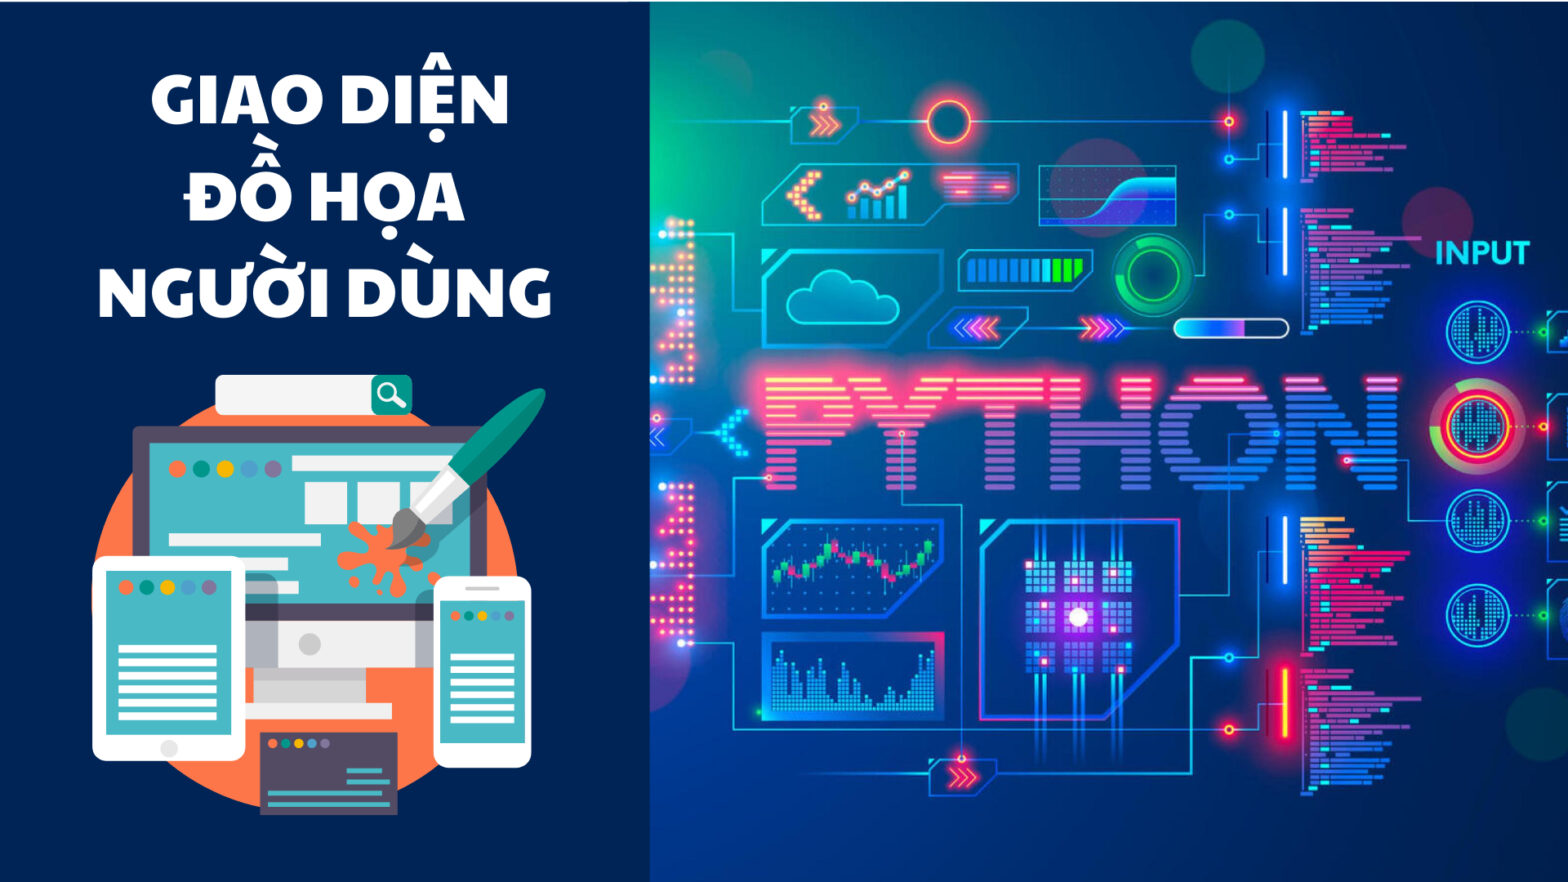 GIAO DIỆN
ĐỒ HỌA
NGƯỜI DÙNG
INPUT
PYTHON